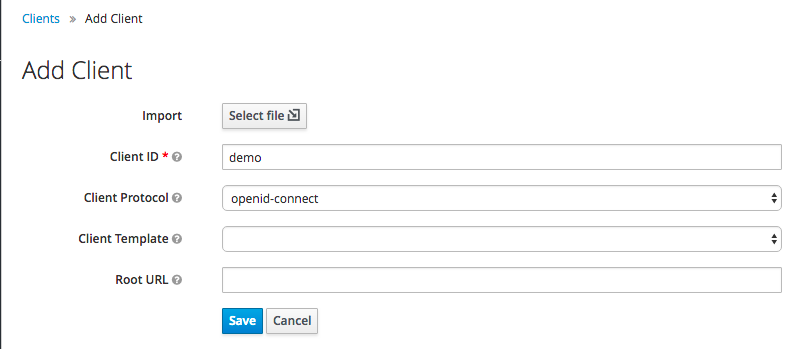 Clients » Add Client
Add Client
Import Select file
Client ID * demo
Client Protocol openid-connect
Client Template
Root URL
Save Cancel